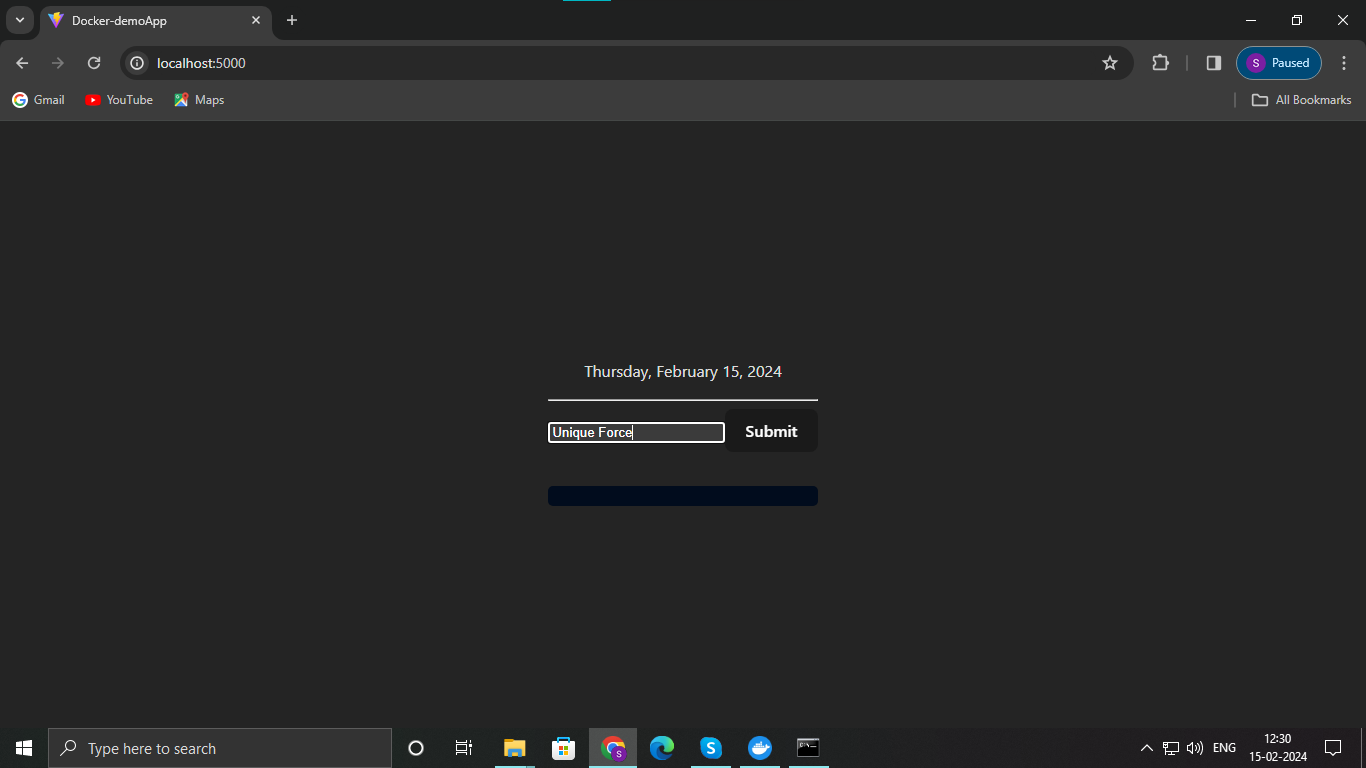 Docker-demoApp
localhost:5000
S Paused
Gmail YouTube Maps All Bookmarks
Thursday, February 15, 2024
Unique Force Submit
Type here to search
S
S
ENG
12:30
15-02-2024